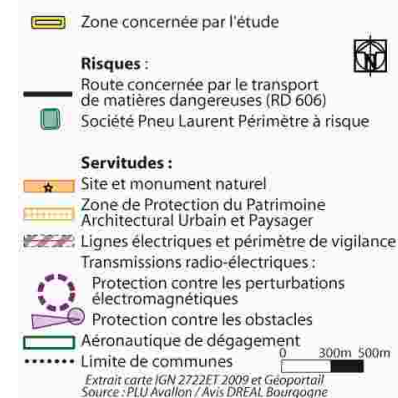 Zone concernée par l'étude
N
Risques :
Route concernée par le transport
de matières dangereuses (RD 606)
Société Pneu Laurent Périmètre à risque
Servitudes :
Site et monument naturel
Zone de Protection du Patrimoine
Architectural Urbain et Paysager
Lignes électriques et périmètre de vigilance
Transmissions radio-électriques :
Protection contre les perturbations
électromagnétiques
Protection contre les obstacles
Aéronautique de dégagement
Limite de communes
0 300m 500m
Extrait carte IGN 2722ET 2009 et Géoportail
Source : PLU Avallon / Avis DREAL Bourgogne